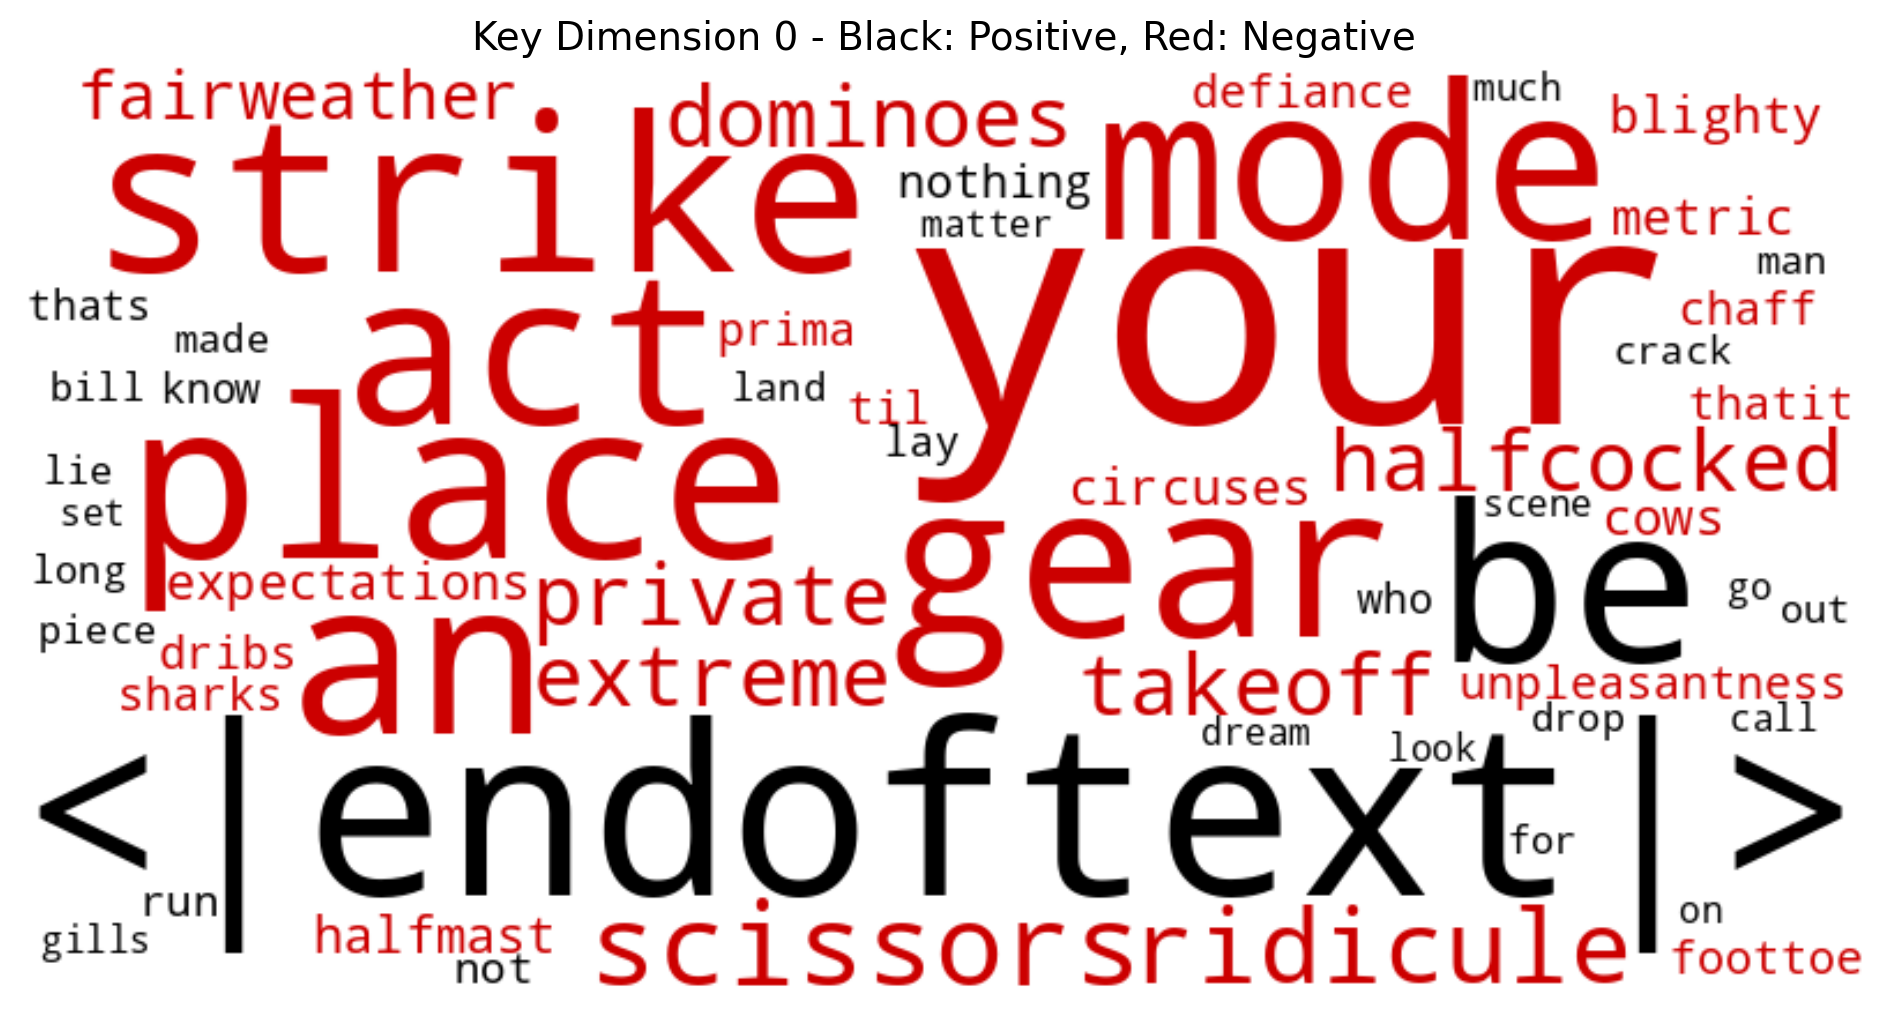 Key Dimension 0 - Black: Positive, Red: Negative
fairweather
dominoes
defiance
much
blighty
strike
mode
nothing
matter
metric
your
man
thats
made
act
prima
chaff
crack
bill
know
land
til
thatit
lay
place
halfcocked
lie
set
circuses
gear
scene
cows
be
long
expectations
private
who
go
out
piece
dribs
an
extreme
takeoff
unpleasantness
sharks
dream
look
drop
call
<|endoftext|>
for
run
gills
halfmast
not
scissors
ridicule
on
foottoe